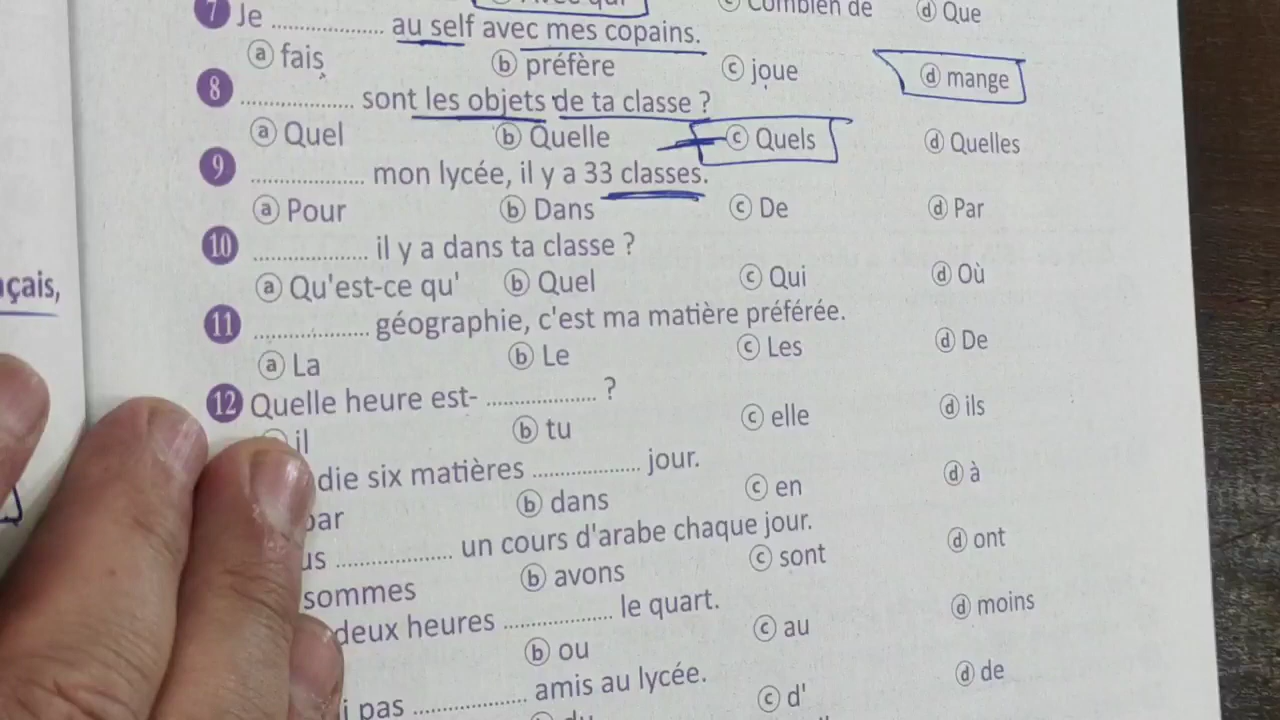 Combien de ⓓ Que
7 Je .................. au self avec mes copains.
ⓐ fais ⓑ préfère ⓒ joue ⓓ mange
8 .................. sont les objets de ta classe ?
ⓐ Quel ⓑ Quelle ⓒ Quels ⓓ Quelles
9 .................. mon lycée, il y a 33 classes.
ⓐ Pour ⓑ Dans ⓒ De ⓓ Par
10 .................. il y a dans ta classe ?
ⓐ Qu'est-ce qu' ⓑ Quel ⓒ Qui ⓓ Où
11 .................. géographie, c'est ma matière préférée.
ⓐ La ⓑ Le ⓒ Les ⓓ De
12 Quelle heure est- .................. ?
il ⓑ tu ⓒ elle ⓓ ils
die six matières .................. jour.
par ⓑ dans ⓒ en ⓓ à
us .................. un cours d'arabe chaque jour.
sommes ⓑ avons ⓒ sont ⓓ ont
deux heures .................. le quart.
ⓑ ou ⓒ au ⓓ moins
i pas .................. amis au lycée.
ⓒ d' ⓓ de
çais,